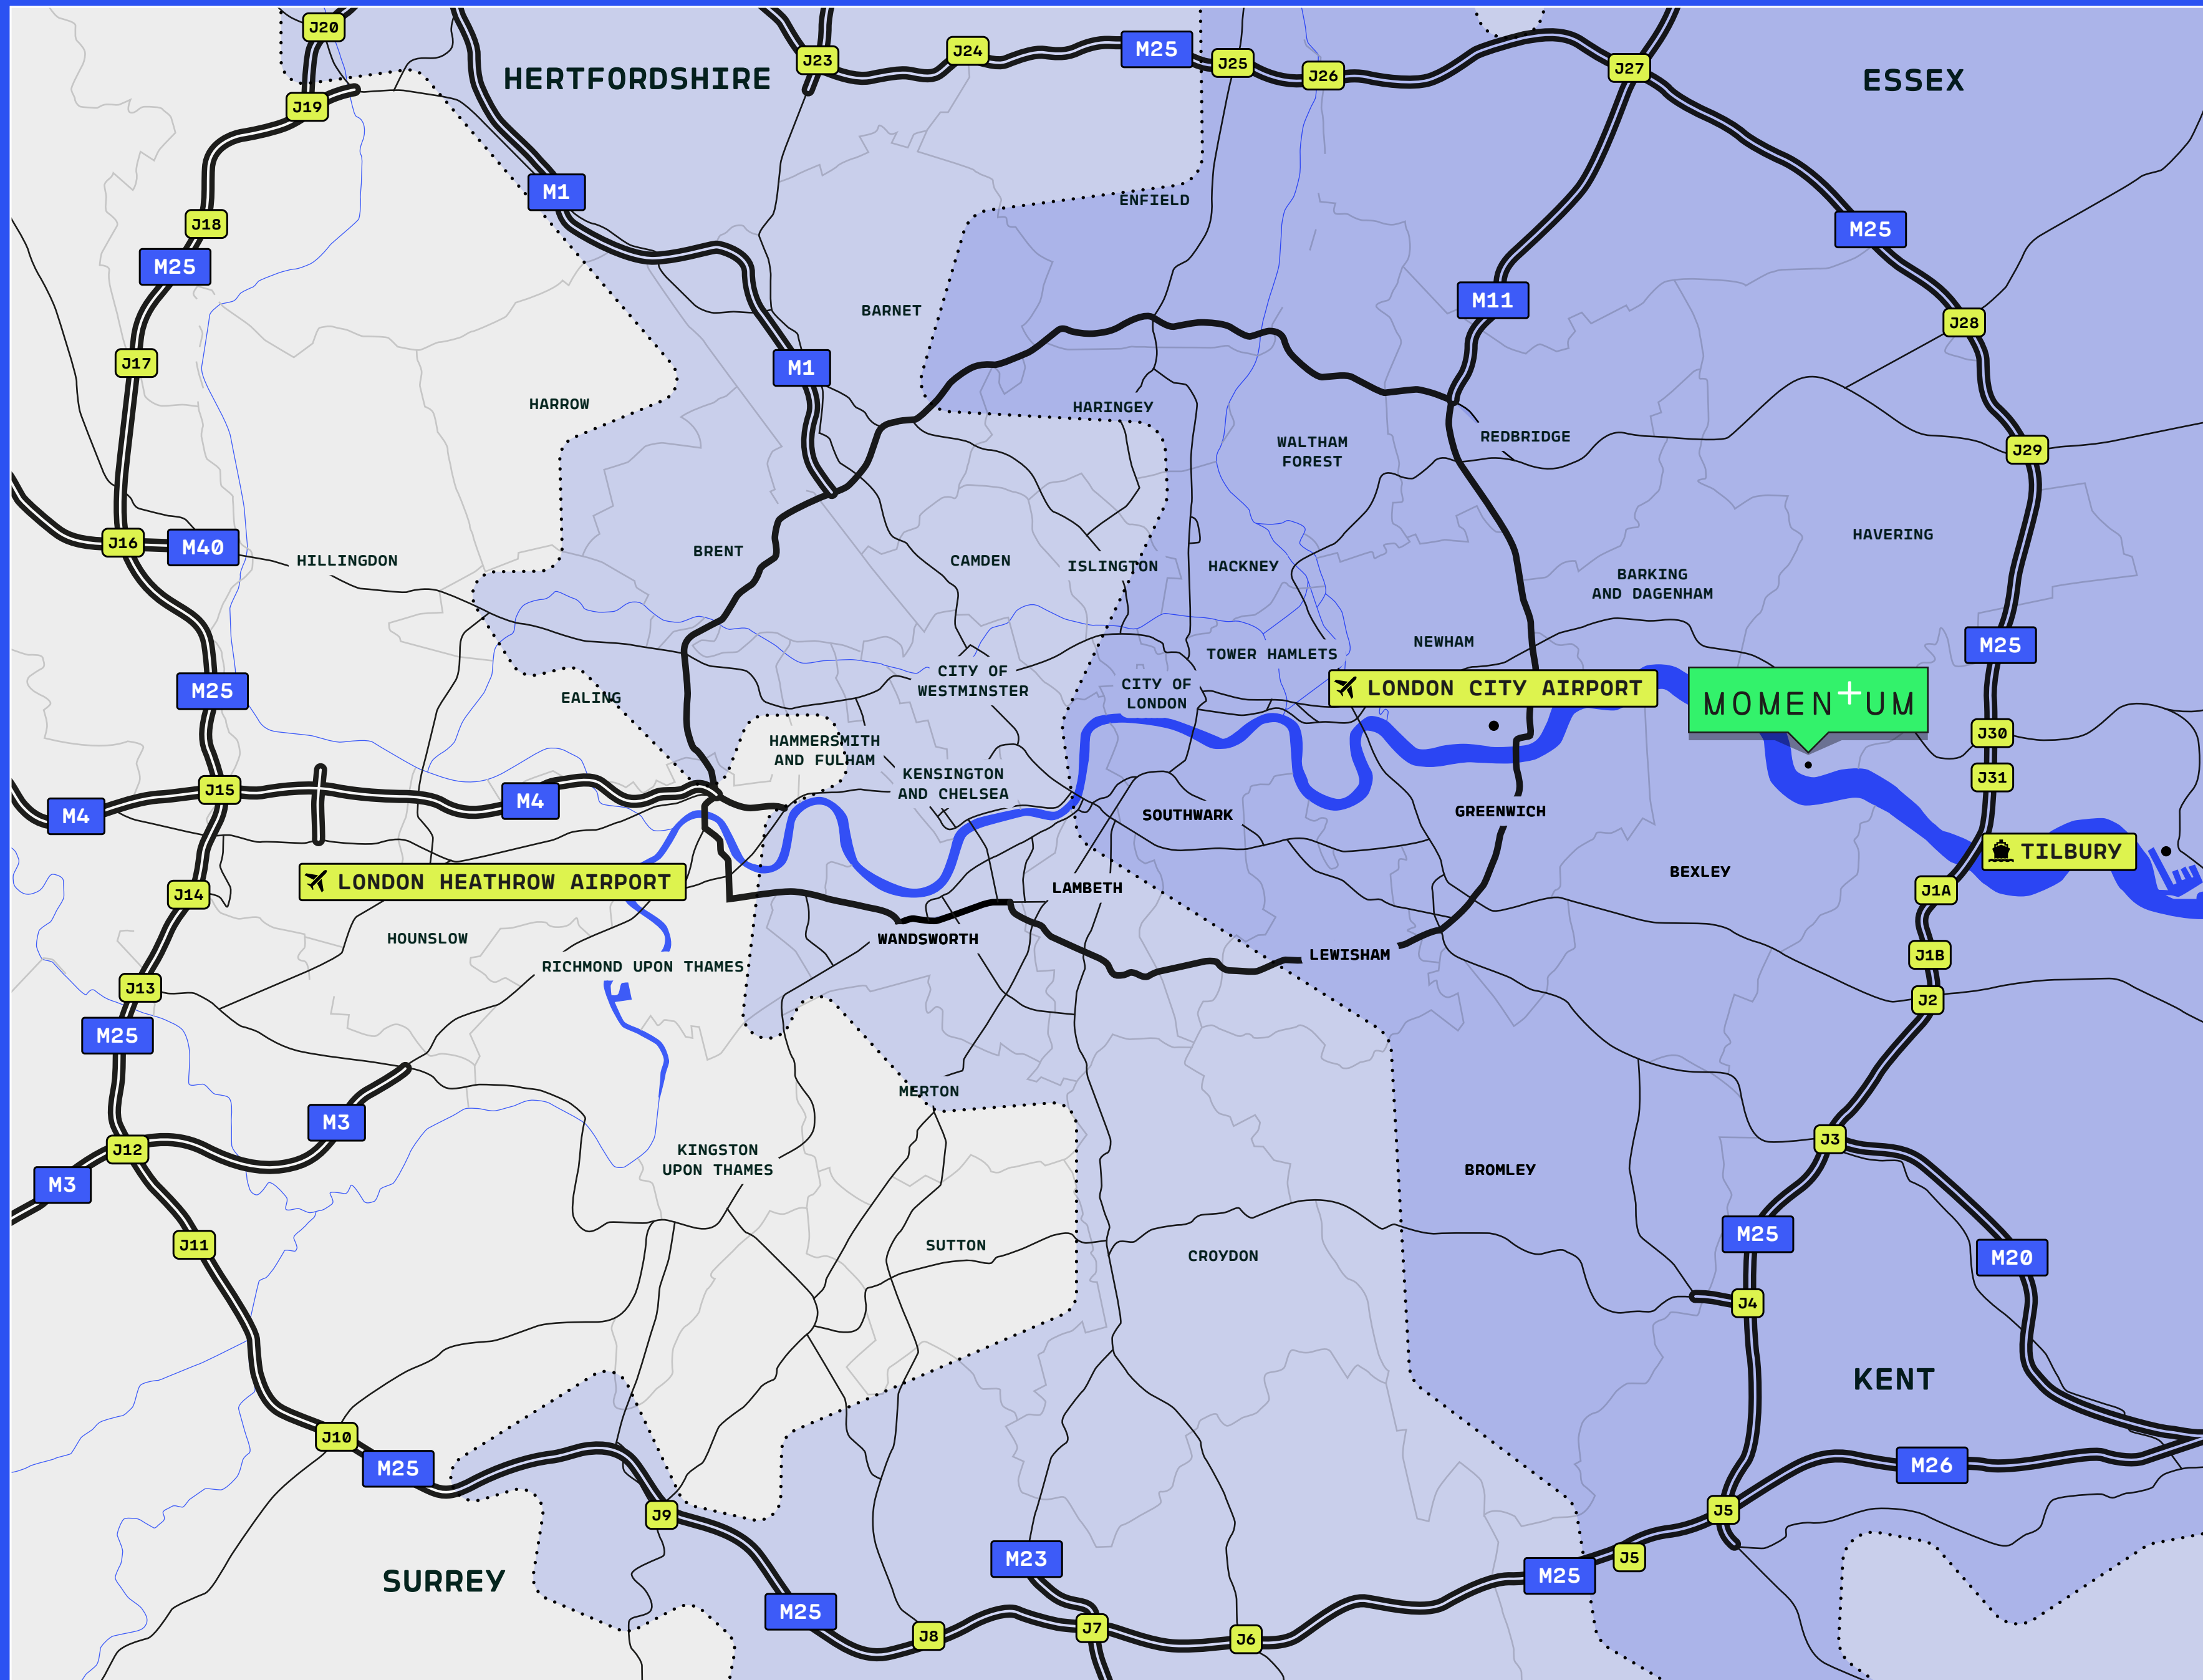 J20
HERTFORDSHIRE
J23
J24
M25
J25
J26
J27
ESSEX
J19
M1
ENFIELD
J18
M25
M25
M11
BARNET
J28
J17
M1
HARROW
HARINGEY
WALTHAM
FOREST
REDBRIDGE
J29
J16
M40
HILLINGDON
BRENT
CAMDEN
ISLINGTON
HACKNEY
HAVERING
BARKING
AND DAGENHAM
NEWHAM
M25
TOWER HAMLETS
CITY OF
WESTMINSTER
CITY OF
LONDON
LONDON CITY AIRPORT
MOMEN+UM
M25
EALING
J30
HAMMERSMITH
AND FULHAM
KENSINGTON
AND CHELSEA
J31
J15
M4
M4
SOUTHWARK
GREENWICH
TILBURY
LONDON HEATHROW AIRPORT
LAMBETH
BEXLEY
J1A
J14
HOUNSLOW
WANDSWORTH
LEWISHAM
J1B
RICHMOND UPON THAMES
J13
J2
M25
MERTON
M3
J12
KINGSTON
UPON THAMES
BROMLEY
J3
M3
J11
SUTTON
CROYDON
M25
M20
J4
KENT
J10
M25
M26
J9
J5
SURREY
M23
M25
J5
M25
J8
J7
J6